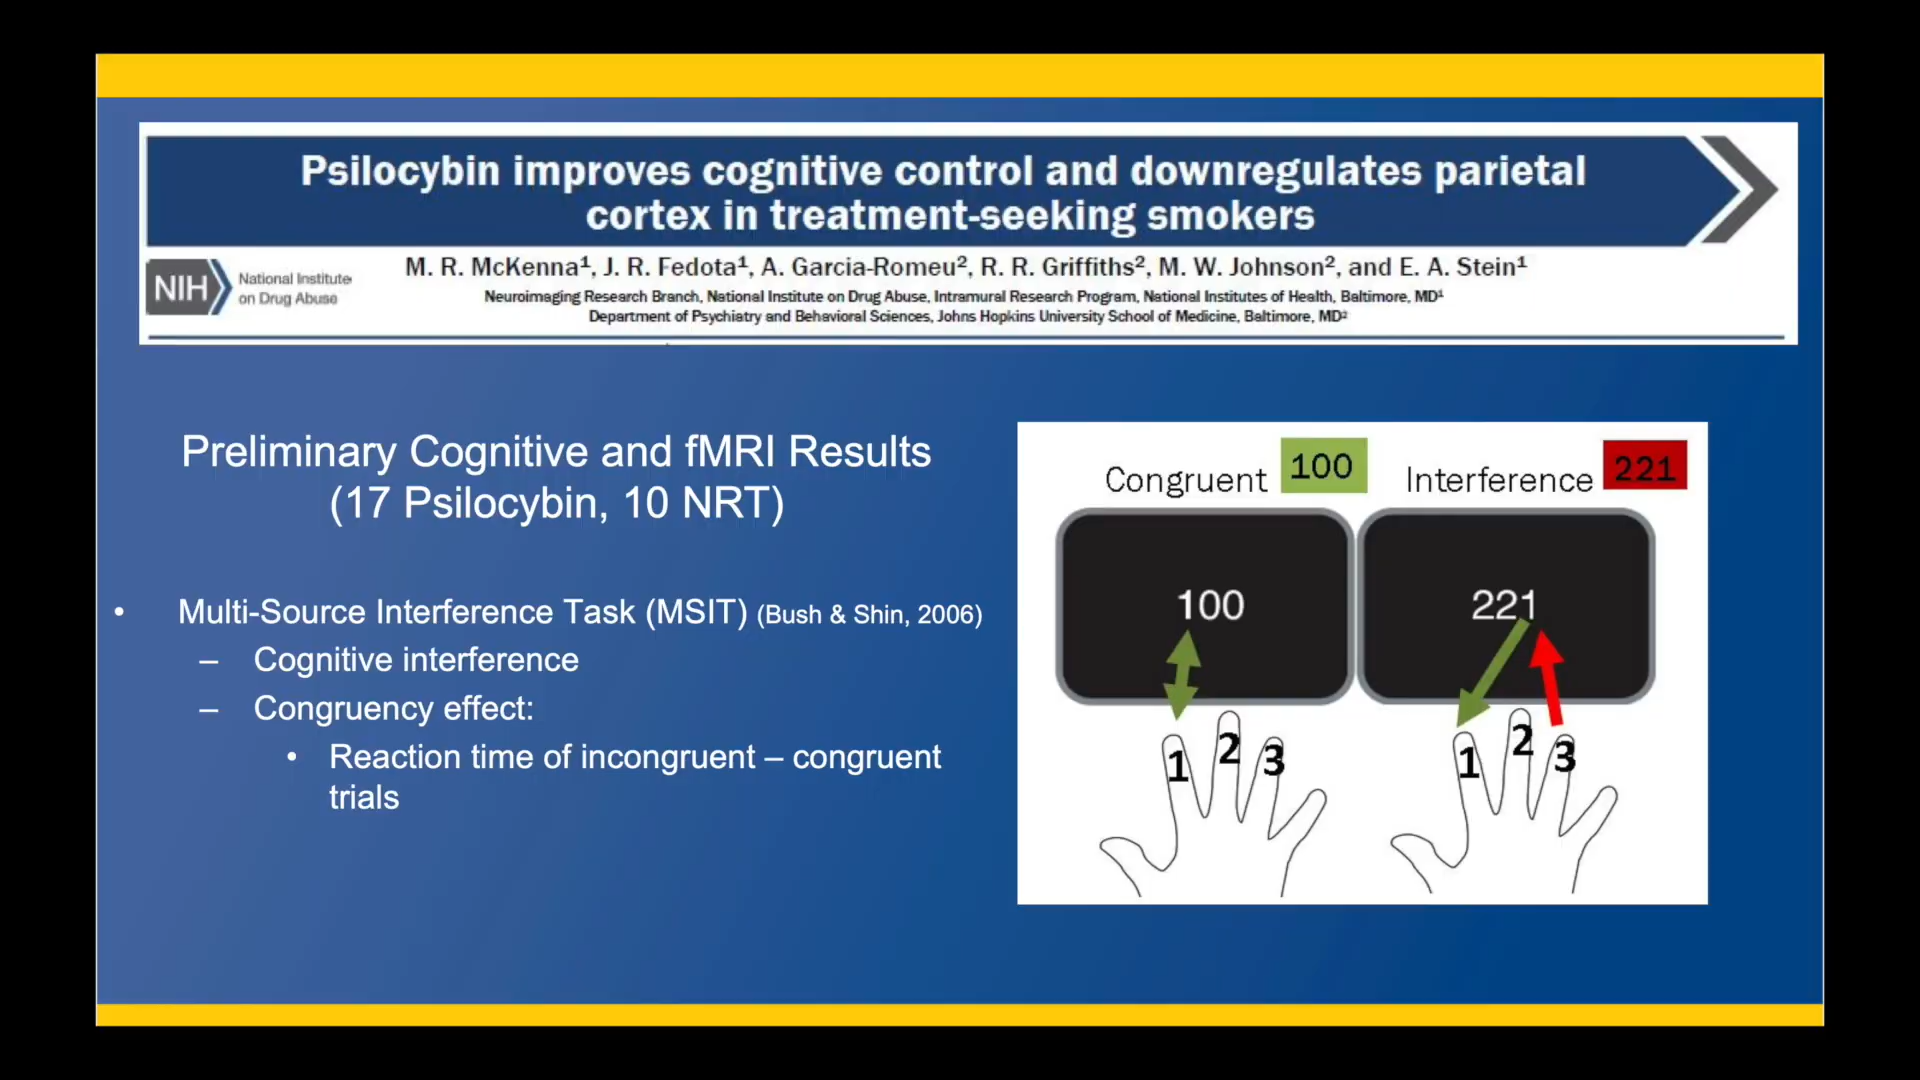 Psilocybin improves cognitive control and downregulates parietal
cortex in treatment-seeking smokers
NIH National Institute
on Drug Abuse
M. R. McKenna¹, J. R. Fedota¹, A. Garcia-Romeu², R. R. Griffiths², M. W. Johnson², and E. A. Stein¹
Neuroimaging Research Branch, National Institute on Drug Abuse, Intramural Research Program, National Institutes of Health, Baltimore, MD¹
Department of Psychiatry and Behavioral Sciences, Johns Hopkins University School of Medicine, Baltimore, MD²
Preliminary Cognitive and fMRI Results
(17 Psilocybin, 10 NRT)
• Multi-Source Interference Task (MSIT) (Bush & Shin, 2006)
– Cognitive interference
– Congruency effect:
• Reaction time of incongruent – congruent
trials
Congruent 100
Interference 221
100
221
1 2 3
1 2 3